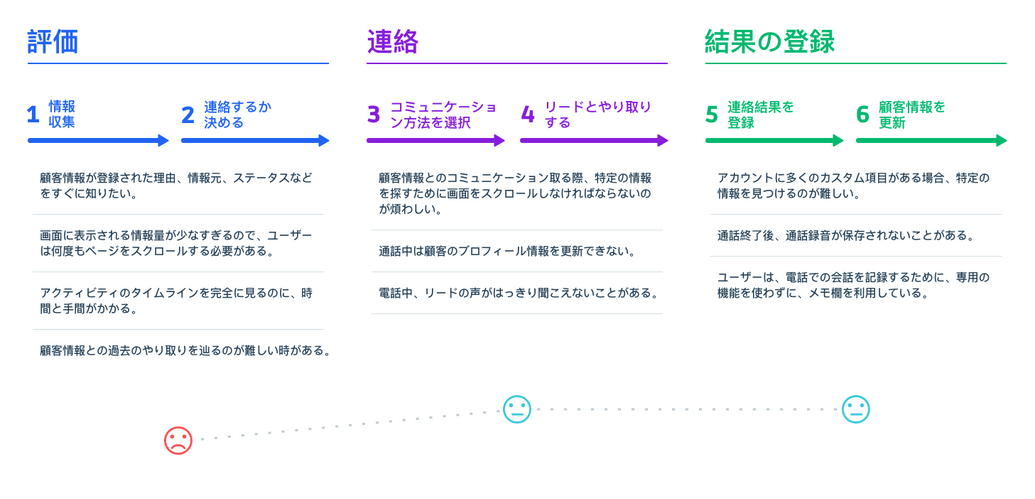 評価
1 情報
収集
2 連絡するか
決める
顧客情報が登録された理由、情報元、ステータスなど
をすぐに知りたい。
画面に表示される情報量が少なすぎるので、ユーザー
は何度もページをスクロールする必要がある。
アクティビティのタイムラインを完全に見るのに、時
間と手間がかかる。
顧客情報との過去のやり取りを辿るのが難しい時がある。
連絡
3 コミュニケーショ
ン方法を選択
4 リードとやり取り
する
顧客情報とのコミュニケーション取る際、特定の情報
を探すために画面をスクロールしなければならないの
が煩わしい。
通話中は顧客のプロフィール情報を更新できない。
電話中、リードの声がはっきり聞こえないことがある。
結果の登録
5 連絡結果を
登録
6 顧客情報を
更新
アカウントに多くのカスタム項目がある場合、特定の
情報を見つけるのが難しい。
通話終了後、通話録音が保存されないことがある。
ユーザーは、電話での会話を記録するために、専用の
機能を使わずに、メモ欄を利用している。